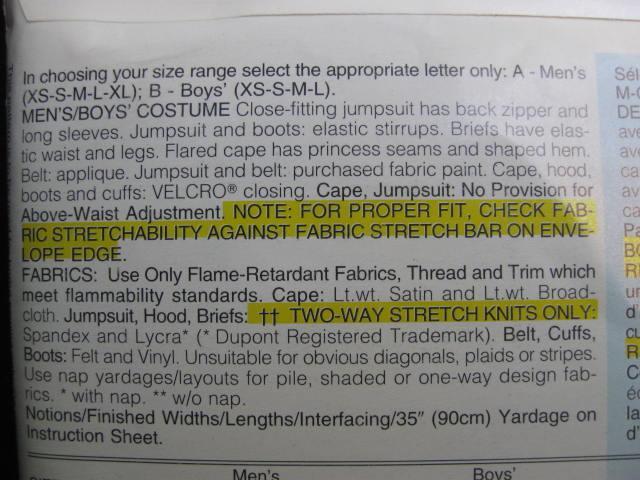 In choosing your size range select the appropriate letter only: A - Men's
(XS-S-M-L-XL); B - Boys' (XS-S-M-L).
MEN'S/BOYS' COSTUME Close-fitting jumpsuit has back zipper and
long sleeves. Jumpsuit and boots: elastic stirrups. Briefs have elas-
tic waist and legs. Flared cape has princess seams and shaped hem.
Belt: applique. Jumpsuit and belt: purchased fabric paint. Cape, hood,
boots and cuffs: VELCRO® closing. Cape, Jumpsuit: No Provision for
Above-Waist Adjustment. NOTE: FOR PROPER FIT, CHECK FAB-
RIC STRETCHABILITY AGAINST FABRIC STRETCH BAR ON ENVE-
LOPE EDGE.
FABRICS: Use Only Flame-Retardant Fabrics, Thread and Trim which
meet flammability standards. Cape: Lt.wt. Satin and Lt.wt. Broad-
cloth. Jumpsuit, Hood, Briefs: †† TWO-WAY STRETCH KNITS ONLY:
Spandex and Lycra* (* Dupont Registered Trademark). Belt, Cuffs,
Boots: Felt and Vinyl. Unsuitable for obvious diagonals, plaids or stripes.
Use nap yardages/layouts for pile, shaded or one-way design fab-
rics. * with nap. ** w/o nap.
Notions/Finished Widths/Lengths/Interfacing/35" (90cm) Yardage on
Instruction Sheet.
Men's Boys'